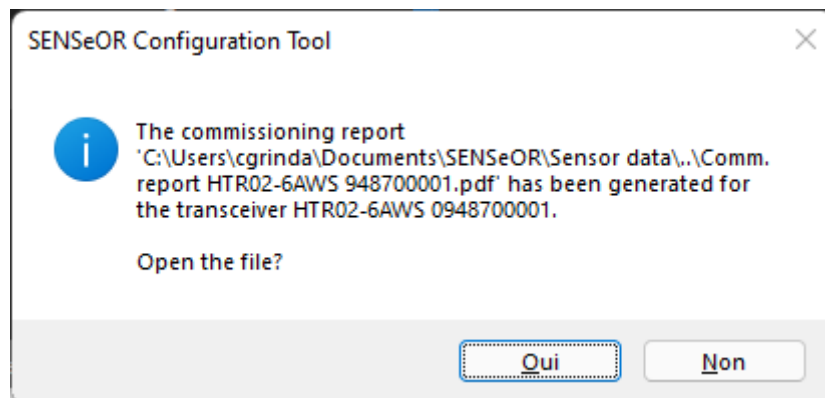 SENSeOR Configuration Tool
The commissioning report
'C:\Users\cgrinda\Documents\SENSeOR\Sensor data\..\Comm.
report HTR02-6AWS 948700001.pdf' has been generated for
the transceiver HTR02-6AWS 0948700001.
Open the file?
Oui
Non